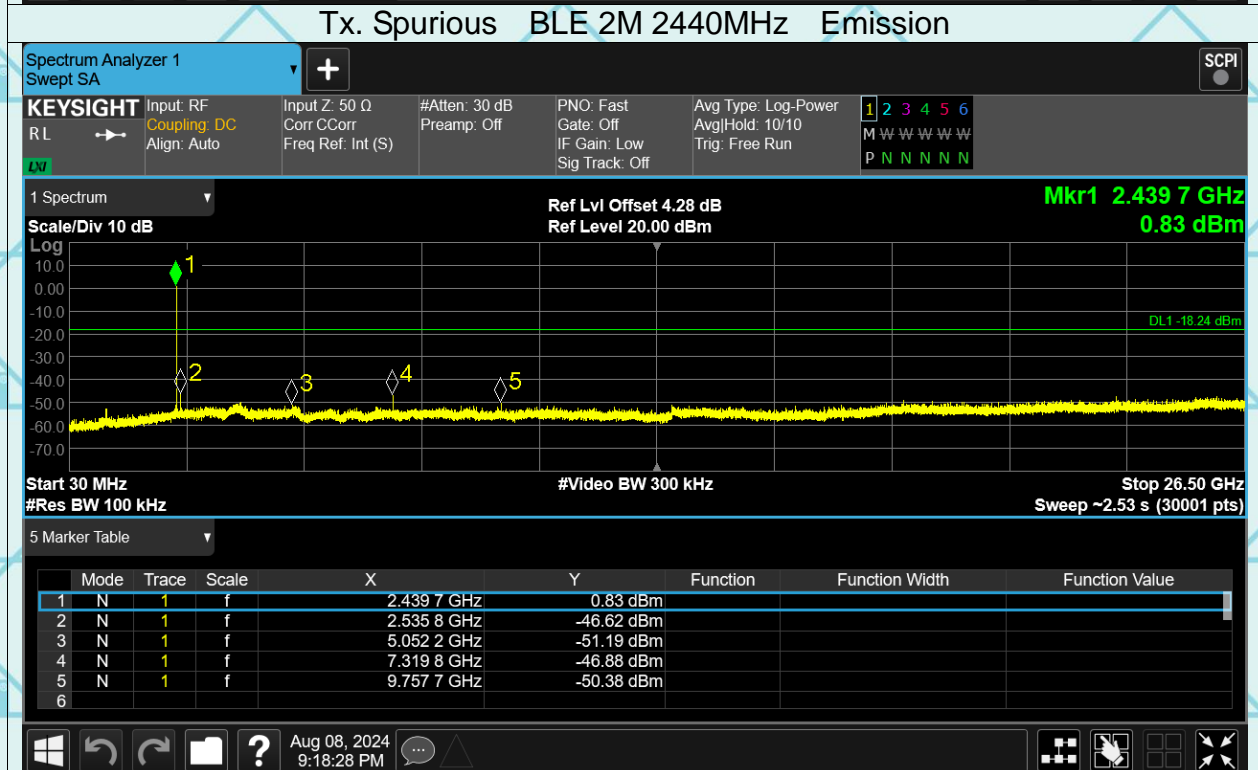 Tx. Spurious BLE 2M 2440MHz Emission
Spectrum Analyzer 1
Swept SA
+
SCPI
KEYSIGHT
RL
LXI
Input: RF
Coupling: DC
Align: Auto
Input Z: 50 Ω
Corr CCorr
Freq Ref: Int (S)
#Atten: 30 dB
Preamp: Off
PNO: Fast
Gate: Off
IF Gain: Low
Sig Track: Off
Avg Type: Log-Power
Avg|Hold: 10/10
Trig: Free Run
1 2 3 4 5 6
M W W W W W
P N N N N N
1 Spectrum
Scale/Div 10 dB
Ref Lvl Offset 4.28 dB
Ref Level 20.00 dBm
Mkr1 2.439 7 GHz
0.83 dBm
Log
10.0
0.00
-10.0
-20.0
-30.0
-40.0
-50.0
-60.0
-70.0
1
2
3
4
5
DL1 -18.24 dBm
Start 30 MHz
#Res BW 100 kHz
#Video BW 300 kHz
Stop 26.50 GHz
Sweep ~2.53 s (30001 pts)
5 Marker Table
Mode Trace Scale X Y Function Function Width Function Value
1 N 1 f 2.439 7 GHz 0.83 dBm
2 N 1 f 2.535 8 GHz -46.62 dBm
3 N 1 f 5.052 2 GHz -51.19 dBm
4 N 1 f 7.319 8 GHz -46.88 dBm
5 N 1 f 9.757 7 GHz -50.38 dBm
6
?
Aug 08, 2024
9:18:28 PM